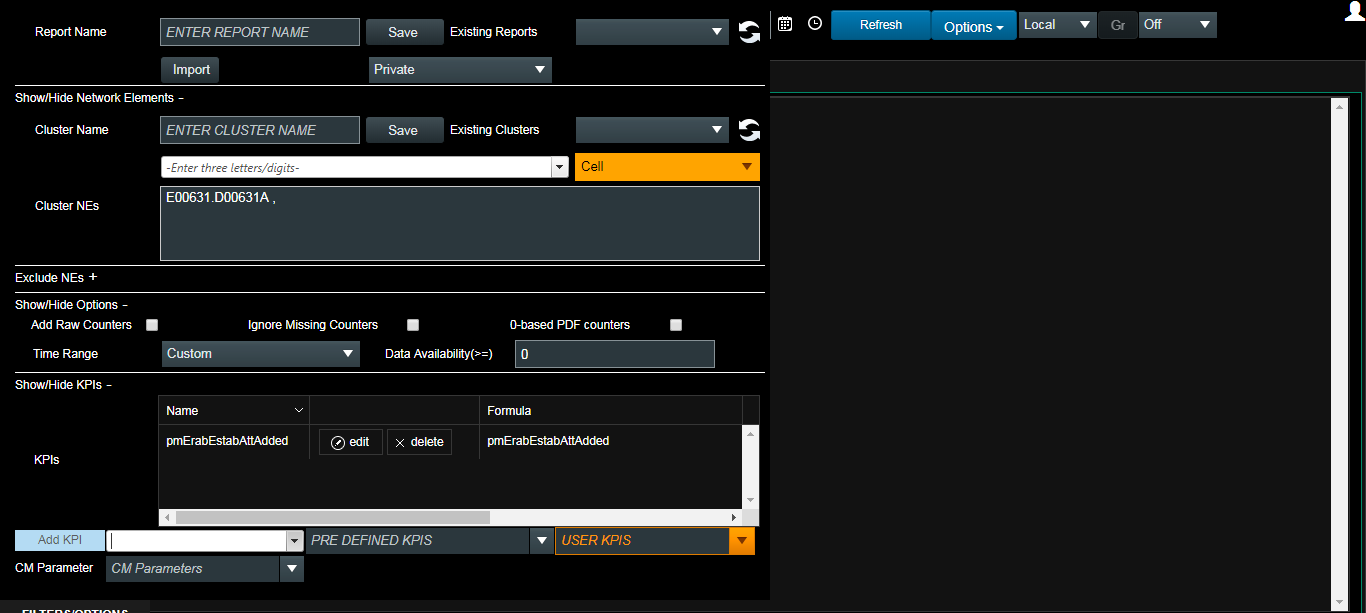 Report Name ENTER REPORT NAME Save Existing Reports Refresh Options Local Gr Off
Import Private
Show/Hide Network Elements –
Cluster Name ENTER CLUSTER NAME Save Existing Clusters
-Enter three letters/digits- Cell
Cluster NEs E00631.D00631A ,
Exclude NEs +
Show/Hide Options –
Add Raw Counters Ignore Missing Counters 0-based PDF counters
Time Range Custom Data Availability(>=) 0
Show/Hide KPIs –
Name Formula
pmErabEstabAttAdded edit delete pmErabEstabAttAdded
KPIs
Add KPI PRE DEFINED KPIS USER KPIS
CM Parameter CM Parameters
FILTERS/OPTIONS